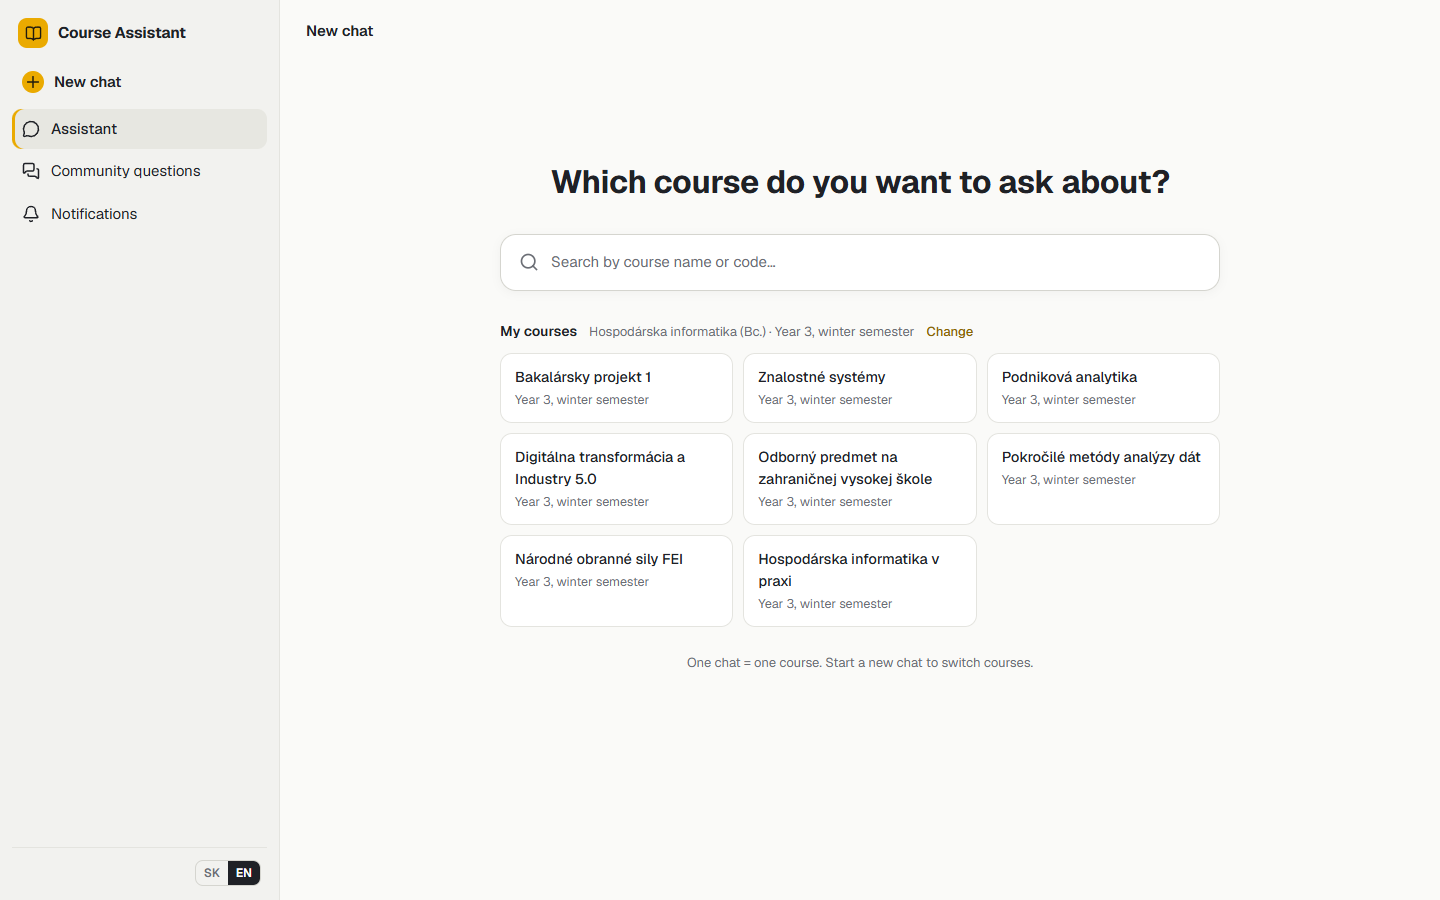 Course Assistant
New chat
Assistant
Community questions
Notifications
SK EN
New chat
Which course do you want to ask about?
Search by course name or code...
My courses Hospodárska informatika (Bc.) · Year 3, winter semester Change
Bakalársky projekt 1
Year 3, winter semester
Znalostné systémy
Year 3, winter semester
Podniková analytika
Year 3, winter semester
Digitálna transformácia a
Industry 5.0
Year 3, winter semester
Odborný predmet na
zahraničnej vysokej škole
Year 3, winter semester
Pokročilé metódy analýzy dát
Year 3, winter semester
Národné obranné sily FEI
Year 3, winter semester
Hospodárska informatika v
praxi
Year 3, winter semester
One chat = one course. Start a new chat to switch courses.